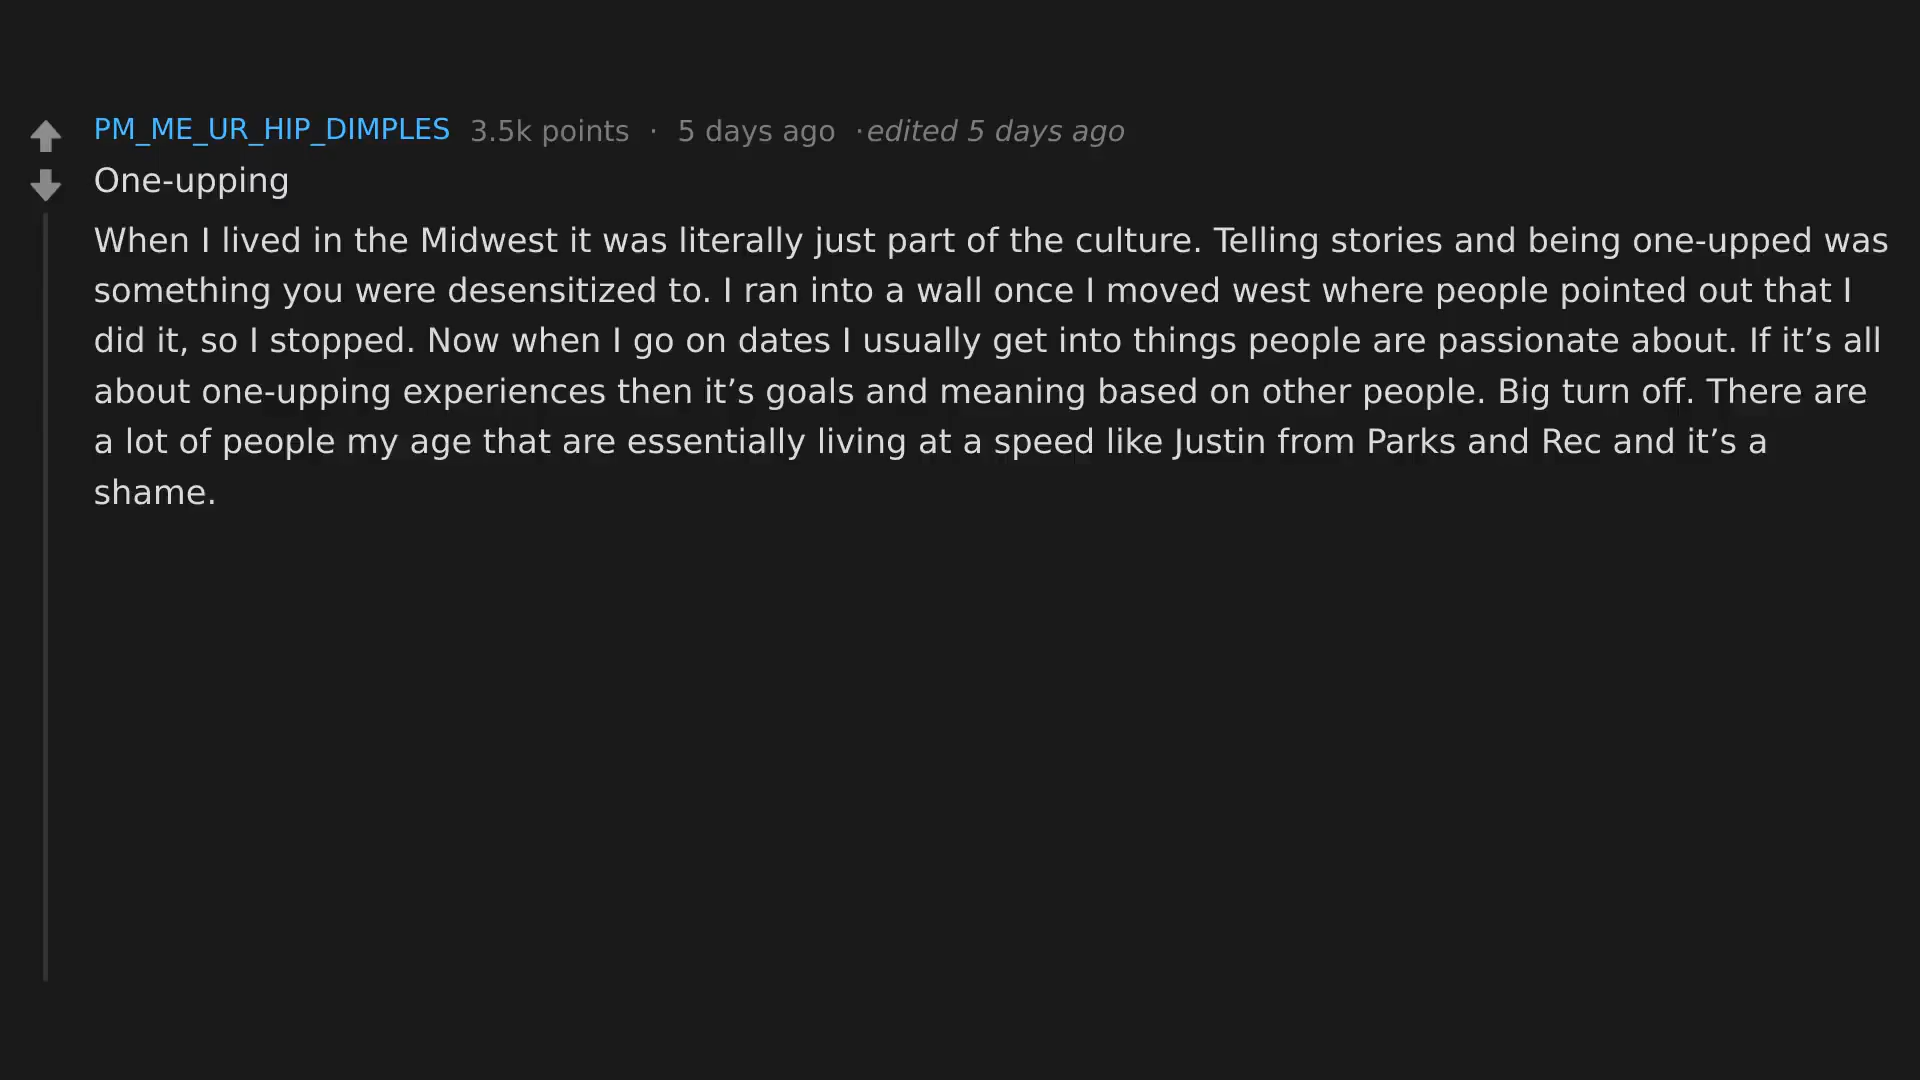 PM_ME_UR_HIP_DIMPLES 3.5k points · 5 days ago ·edited 5 days ago
One-upping
When I lived in the Midwest it was literally just part of the culture. Telling stories and being one-upped was
something you were desensitized to. I ran into a wall once I moved west where people pointed out that I
did it, so I stopped. Now when I go on dates I usually get into things people are passionate about. If it’s all
about one-upping experiences then it’s goals and meaning based on other people. Big turn off. There are
a lot of people my age that are essentially living at a speed like Justin from Parks and Rec and it’s a
shame.